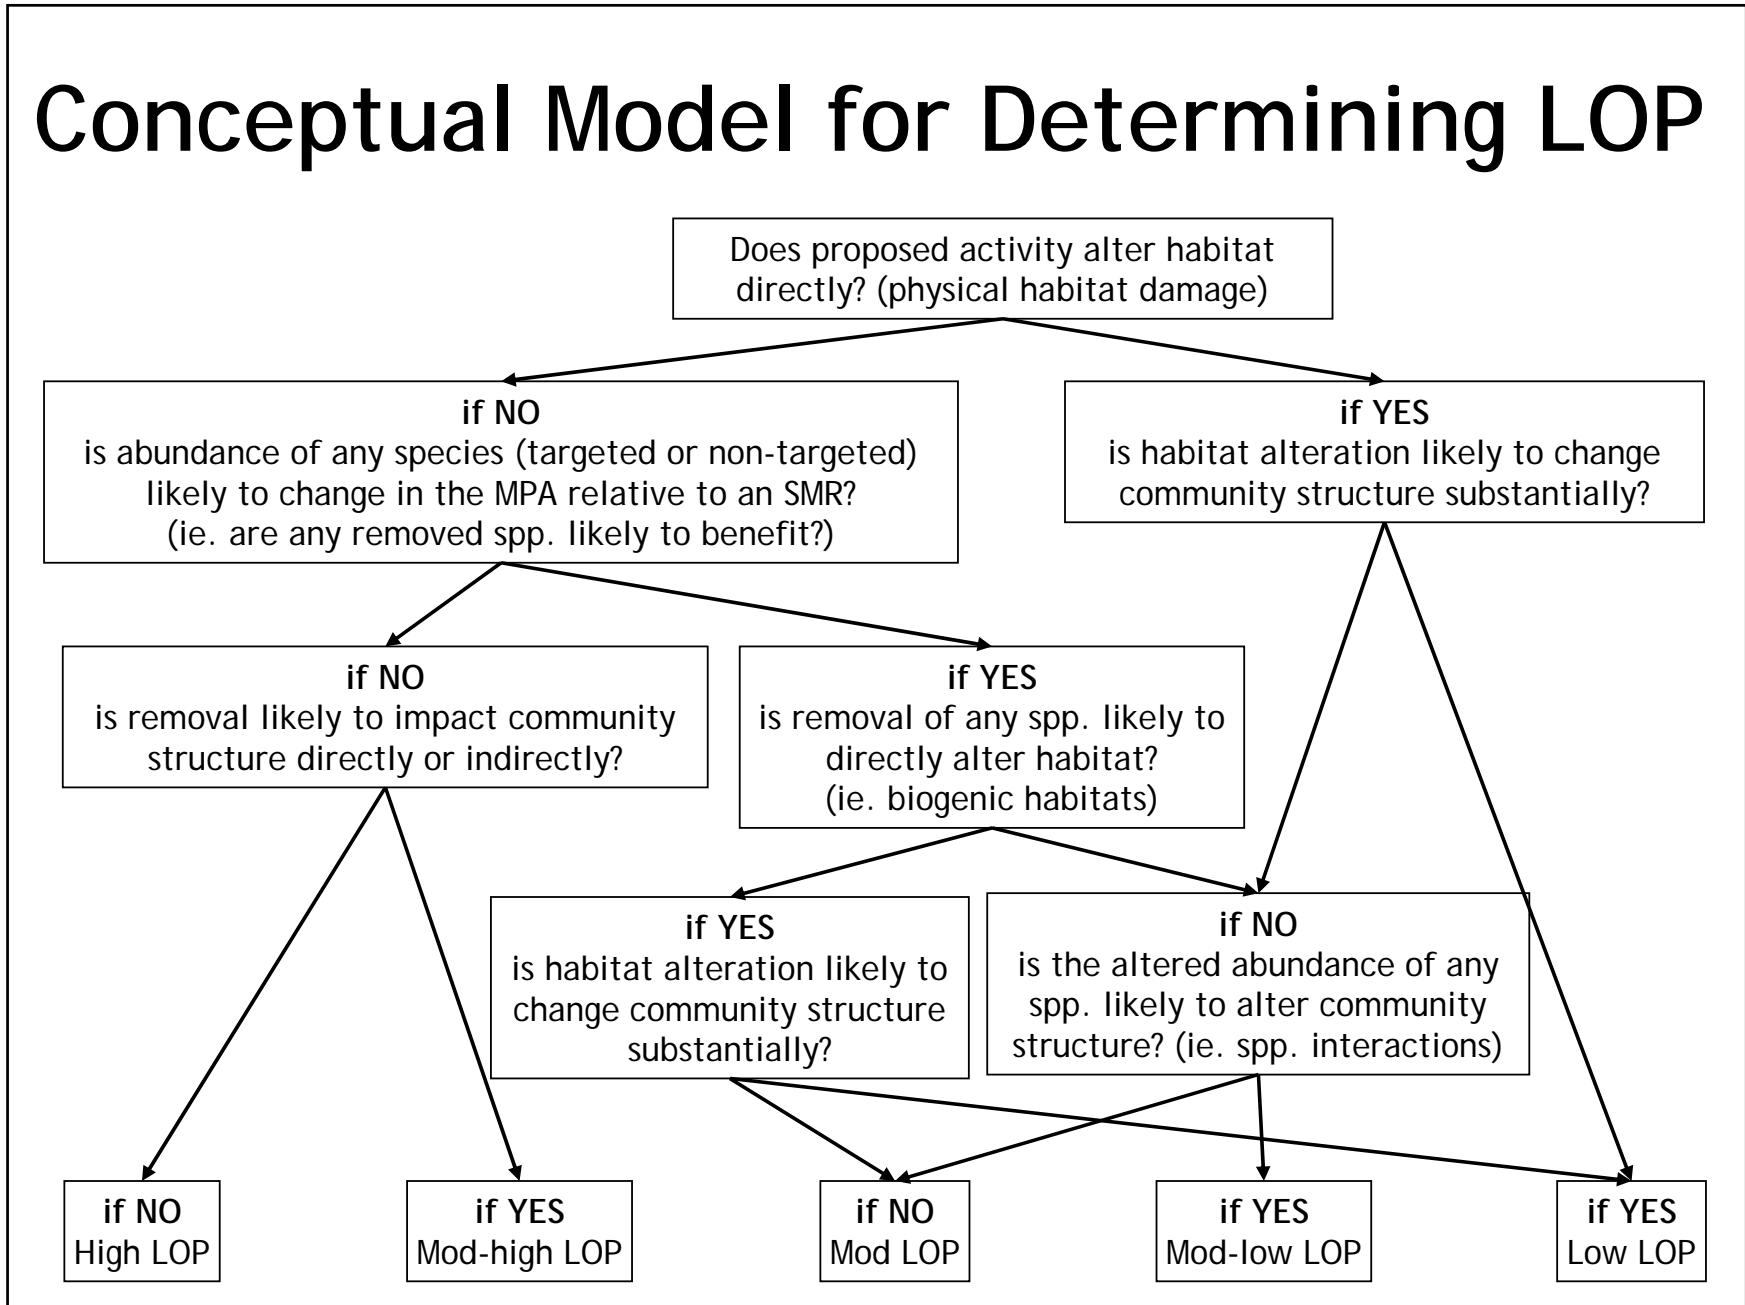 Conceptual Model for Determining LOP
Does proposed activity alter habitat
directly? (physical habitat damage)
if NO
is abundance of any species (targeted or non-targeted)
likely to change in the MPA relative to an SMR?
(ie. are any removed spp. likely to benefit?)
if YES
is habitat alteration likely to change
community structure substantially?
if NO
is removal likely to impact community
structure directly or indirectly?
if YES
is removal of any spp. likely to
directly alter habitat?
(ie. biogenic habitats)
if YES
is habitat alteration likely to
change community structure
substantially?
if NO
is the altered abundance of any
spp. likely to alter community
structure? (ie. spp. interactions)
if NO
High LOP
if YES
Mod-high LOP
if NO
Mod LOP
if YES
Mod-low LOP
if YES
Low LOP